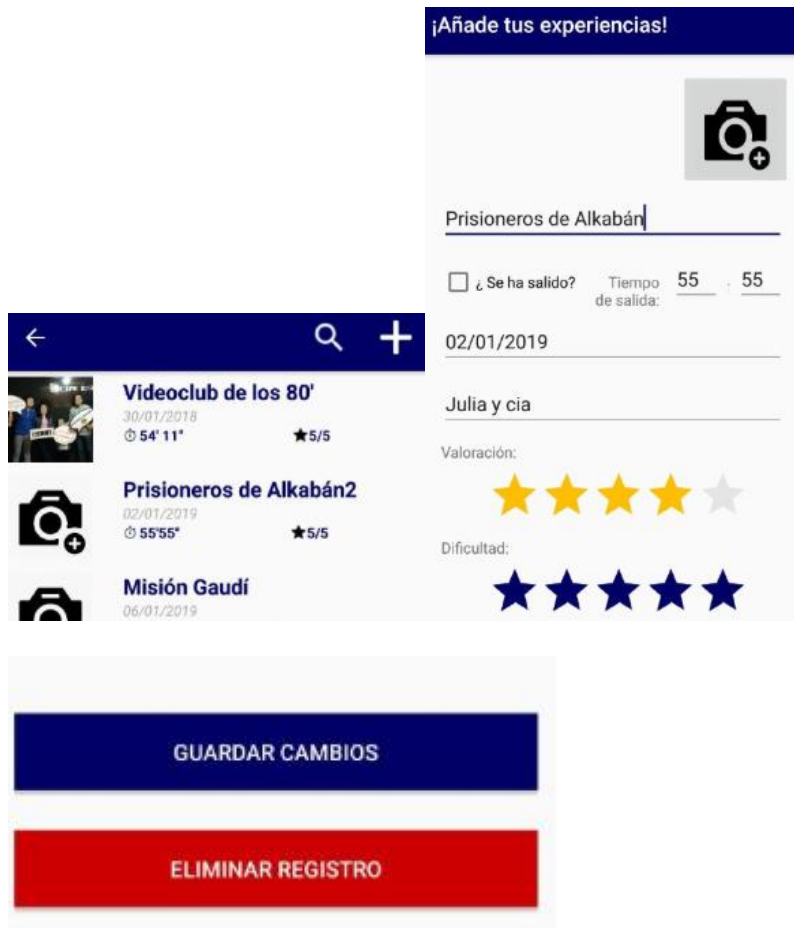 ¡Añade tus experiencias!
Prisioneros de Alkabán
¿ Se ha salido?
Tiempo de salida:
55 . 55
02/01/2019
Julia y cia
Valoración:
Dificultad:
Videoclub de los 80'
30/01/2018
54' 11"
5/5
Prisioneros de Alkabán2
02/01/2019
55'55"
5/5
Misión Gaudí
06/01/2019
GUARDAR CAMBIOS
ELIMINAR REGISTRO